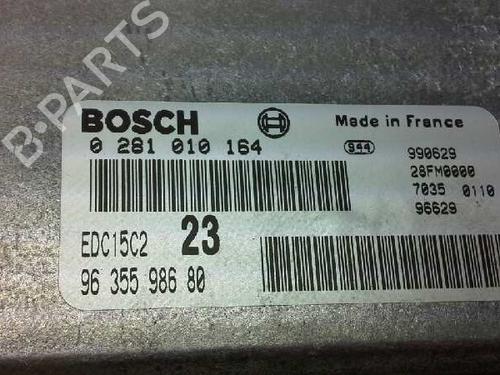 B-PARTS
BOSCH
Made in France
0 281 010 164
S44
990629
28FM0000
7035 0110
96629
EDC15C2 23
96 355 986 80